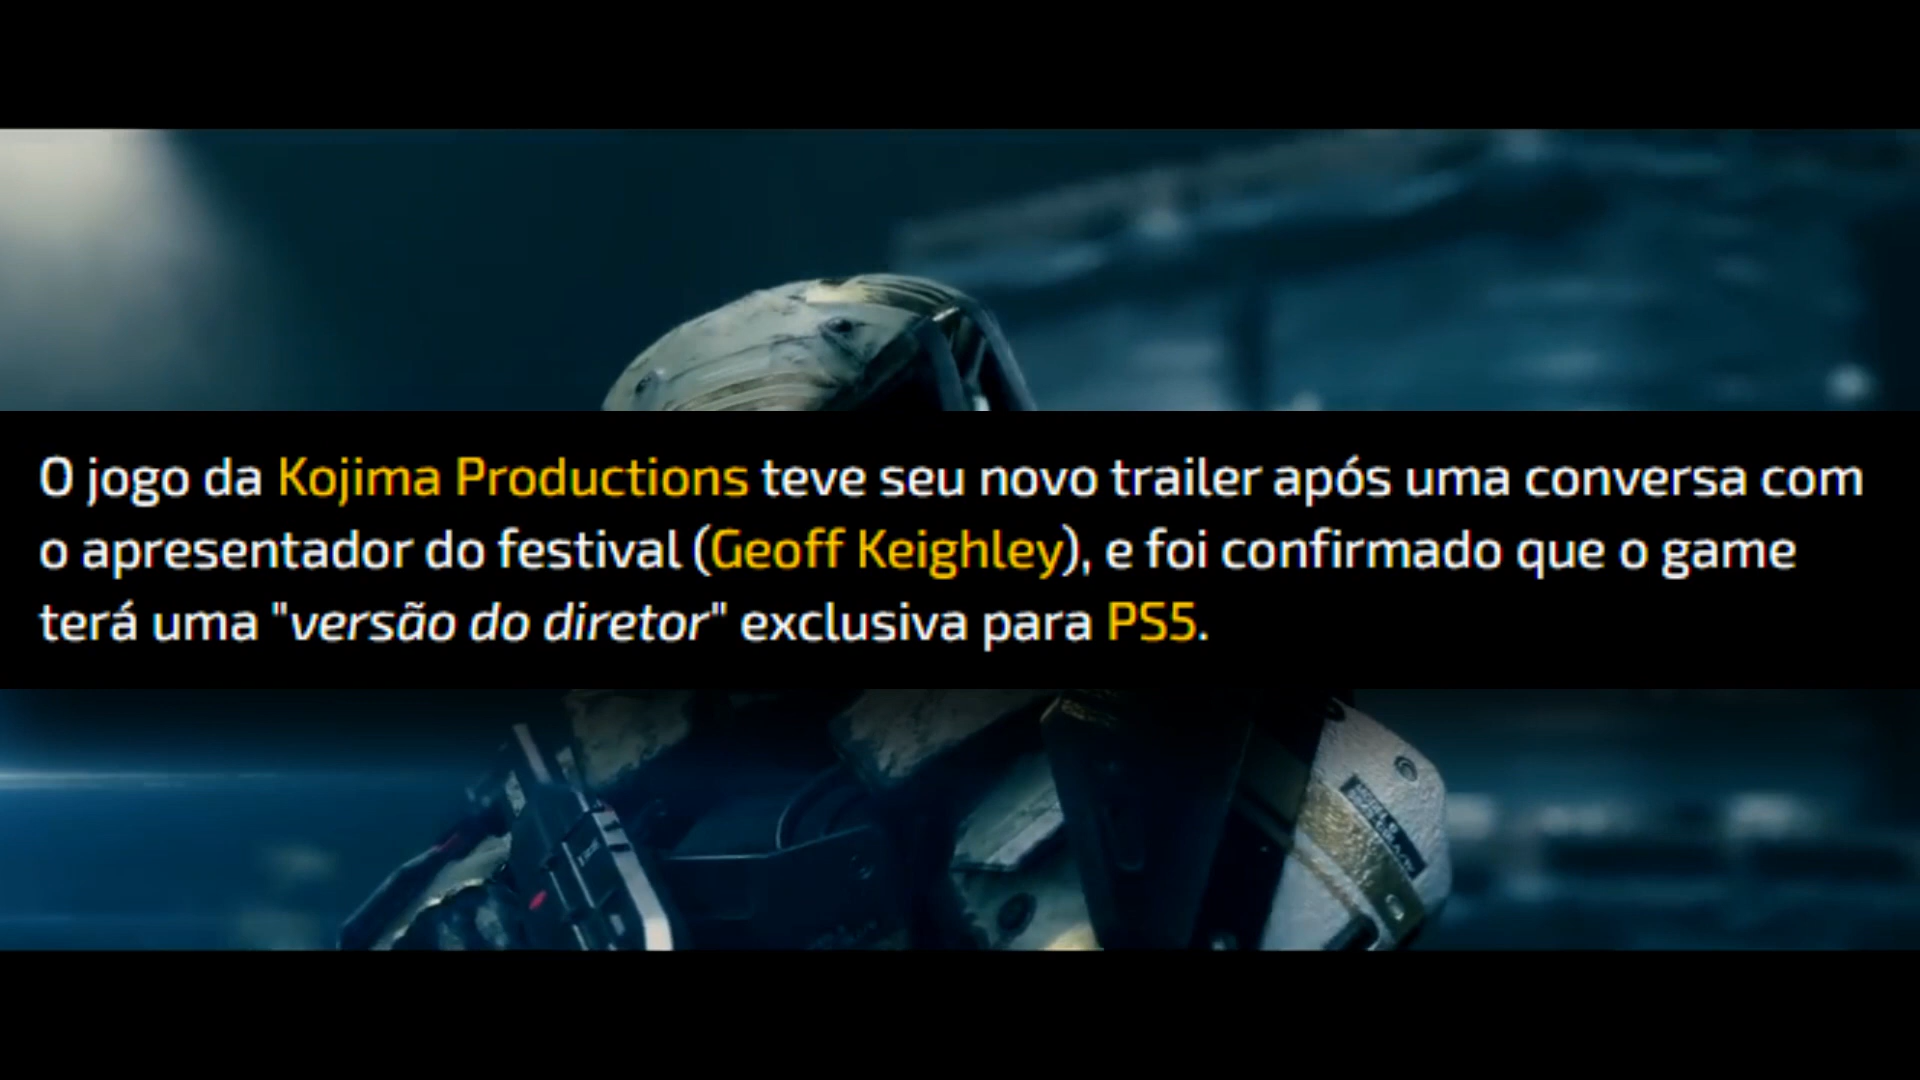 O jogo da Kojima Productions teve seu novo trailer após uma conversa com
o apresentador do festival (Geoff Keighley), e foi confirmado que o game
terá uma "versão do diretor" exclusiva para PS5.